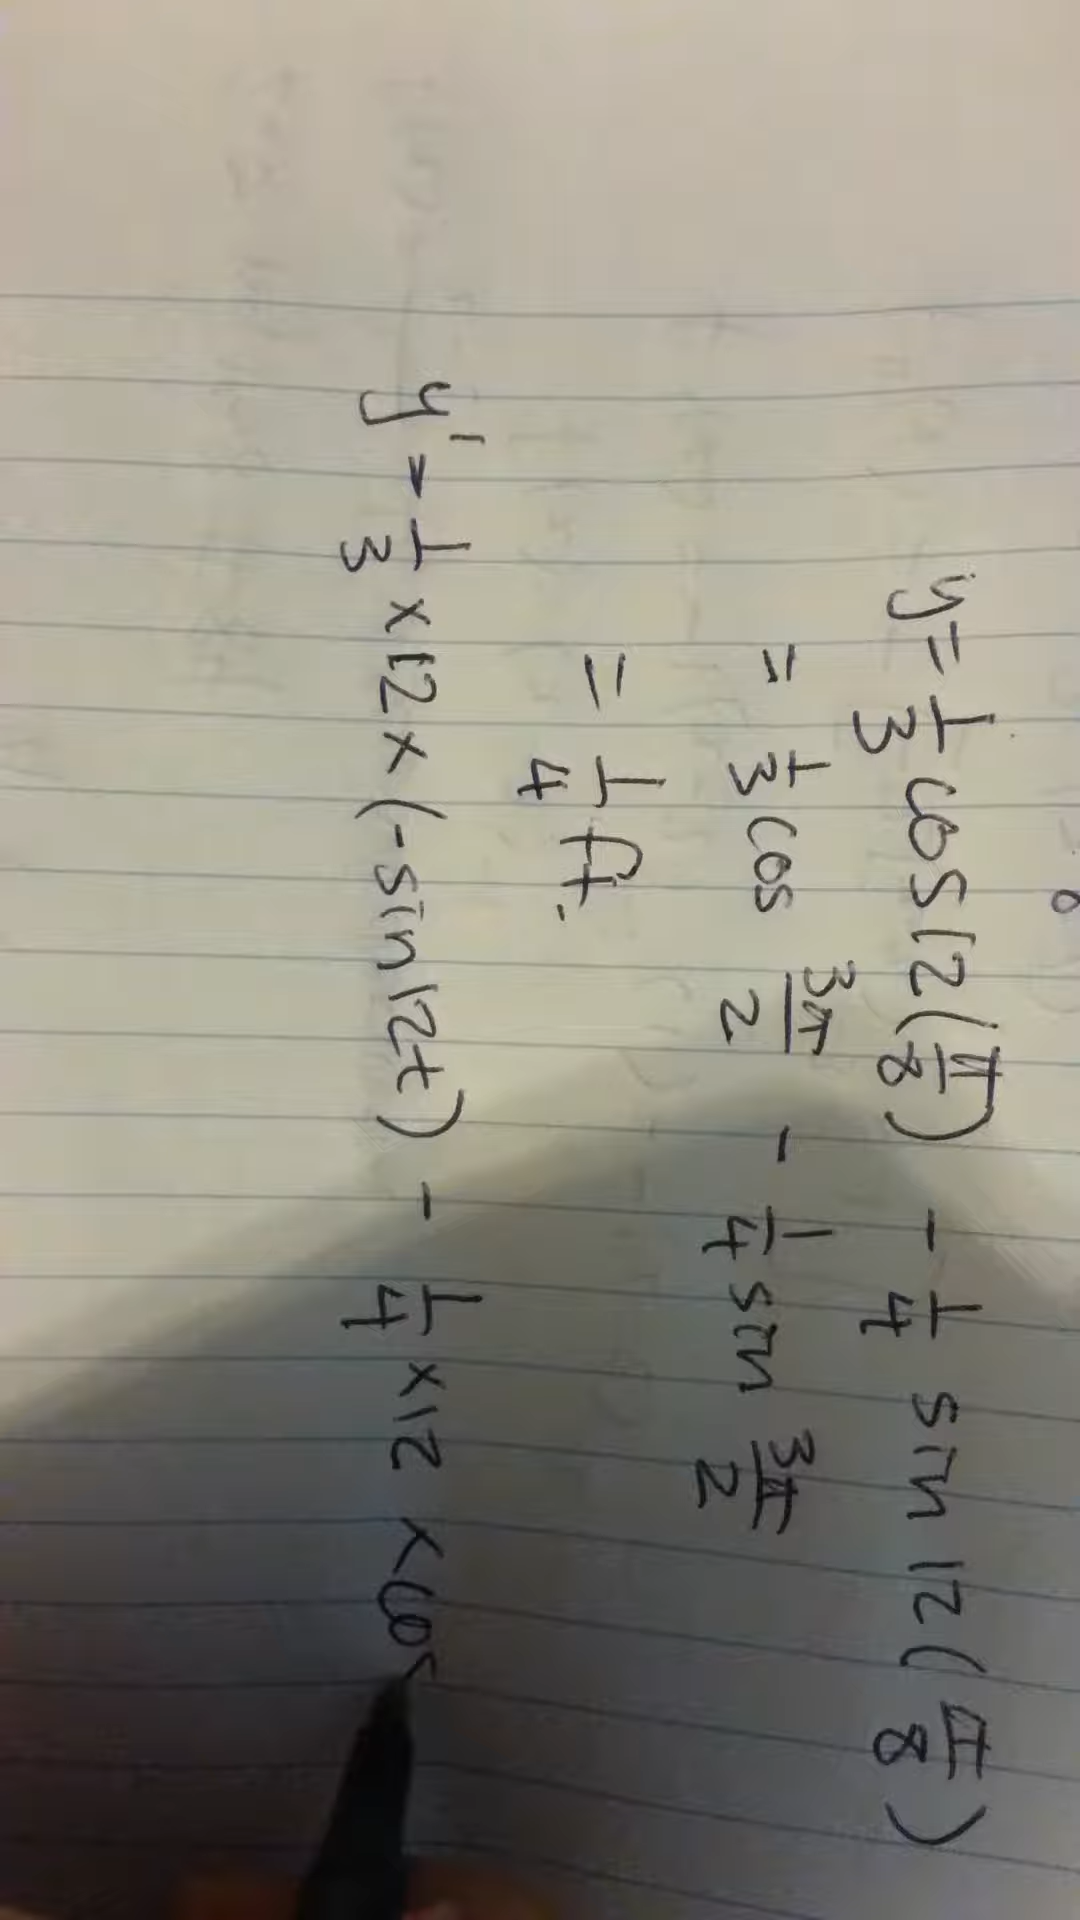 y = 1/3 cos 12(π/8) - 1/4 sin 12(π/8)
= 1/3 cos 3π/2 - 1/4 sin 3π/2
= 1/4 ft.
y' = 1/3 x 12 x (-sin 12t) - 1/4 x 12 x cos